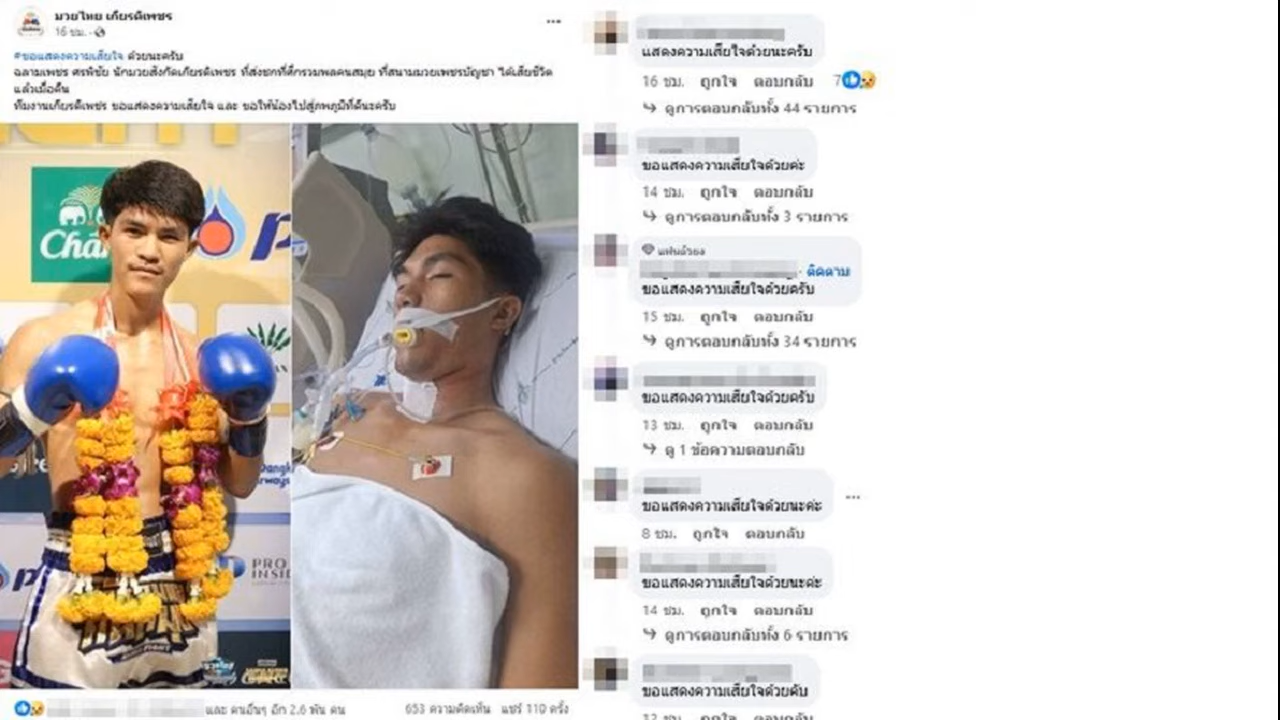 มวยไทย เกียรติเพชร
16 ชม.
#ขอแสดงความเสียใจ ด้วยนะครับ
ฉลามเพชร ศรพิชัย นักมวยสังกัดเกียรติเพชร ที่ส่งชกที่ศึกรวมพลคนสมุย ที่สนามมวยเพชรบัญชา ได้เสียชีวิต
แล้วเมื่อคืน
ทีมงานเกียรติเพชร ขอแสดงความเสียใจ และ ขอให้น้องไปสู่ภพภูมิที่ดีนะครับ
Chang
PRO
INSI
แสดงความเสียใจด้วยนะครับ
16 ชม. ถูกใจ ตอบกลับ 7
ดูการตอบกลับทั้ง 44 รายการ
ขอแสดงความเสียใจด้วยค่ะ
14 ชม. ถูกใจ ตอบกลับ
ดูการตอบกลับทั้ง 3 รายการ
แฟนตัวยง
ติดตาม
ขอแสดงความเสียใจด้วยครับ
15 ชม. ถูกใจ ตอบกลับ
ดูการตอบกลับทั้ง 34 รายการ
ขอแสดงความเสียใจด้วยครับ
13 ชม. ถูกใจ ตอบกลับ
ดู 1 ข้อความตอบกลับ
ขอแสดงความเสียใจด้วยนะค่ะ
8 ชม. ถูกใจ ตอบกลับ
ขอแสดงความเสียใจด้วยนะค่ะ
14 ชม. ถูกใจ ตอบกลับ
ดูการตอบกลับทั้ง 6 รายการ
ขอแสดงความเสียใจด้วยคับ
12 ชม. ถูกใจ ตอบกลับ
และ คนอื่นๆ อีก 2.6 พัน คน
653 ความคิดเห็น แชร์ 110 ครั้ง